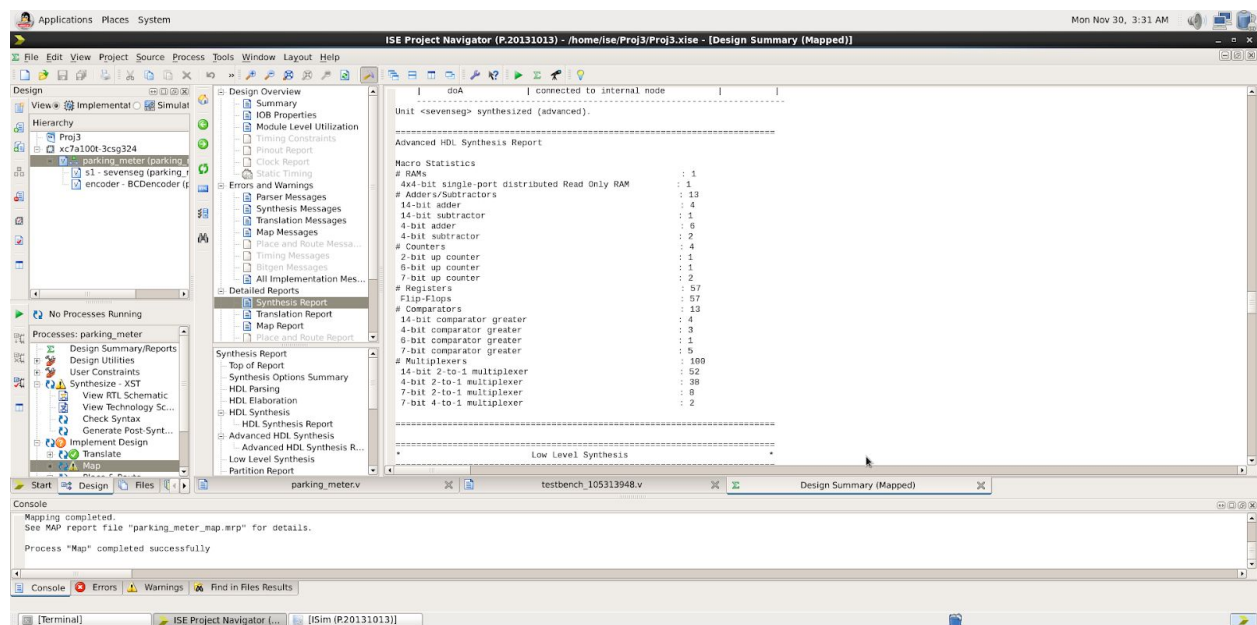 Applications Places System
Mon Nov 30, 3:31 AM
ISE Project Navigator (P.20131013) - /home/ise/Proj3/Proj3.xise - [Design Summary (Mapped)]
File Edit View Project Source Process Tools Window Layout Help
Design
View: Implementat Simulat
Hierarchy
Proj3
xc7a100t-3csg324
parking_meter (parking_
s1 - sevenseg (parking_
encoder - BCDencoder (p
No Processes Running
Processes: parking_meter
Design Summary/Reports
Design Utilities
User Constraints
Synthesize - XST
View RTL Schematic
View Technology Sc...
Check Syntax
Generate Post-Synt...
Implement Design
Translate
Map
Start Design Files
Design Overview
Summary
IOB Properties
Module Level Utilization
Timing Constraints
Pinout Report
Clock Report
Static Timing
Errors and Warnings
Parser Messages
Synthesis Messages
Translation Messages
Map Messages
Place and Route Messa...
Timing Messages
Bitgen Messages
All Implementation Mes...
Detailed Reports
Synthesis Report
Translation Report
Map Report
Place and Route Report
Synthesis Report
Top of Report
Synthesis Options Summary
HDL Parsing
HDL Elaboration
HDL Synthesis
HDL Synthesis Report
Advanced HDL Synthesis
Advanced HDL Synthesis R...
Low Level Synthesis
Partition Report
| doA | connected to internal node | |
-----------------------------------------------------------------------
Unit <sevenseg> synthesized (advanced).
=========================================================================
Advanced HDL Synthesis Report
Macro Statistics
# RAMs : 1
4x4-bit single-port distributed Read Only RAM : 1
# Adders/Subtractors : 13
14-bit adder : 4
14-bit subtractor : 1
4-bit adder : 6
4-bit subtractor : 2
# Counters : 4
2-bit up counter : 1
6-bit up counter : 1
7-bit up counter : 2
# Registers : 57
Flip-Flops : 57
# Comparators : 13
14-bit comparator greater : 4
4-bit comparator greater : 3
6-bit comparator greater : 1
7-bit comparator greater : 5
# Multiplexers : 100
14-bit 2-to-1 multiplexer : 52
4-bit 2-to-1 multiplexer : 38
7-bit 2-to-1 multiplexer : 8
7-bit 4-to-1 multiplexer : 2
=========================================================================
=========================================================================
* Low Level Synthesis *
parking_meter.v
testbench_105313948.v
Design Summary (Mapped)
Console
Mapping completed.
See MAP report file "parking_meter_map.mrp" for details.
Process "Map" completed successfully
Console Errors Warnings Find in Files Results
[Terminal] ISE Project Navigator (... [ISim (P.20131013)]